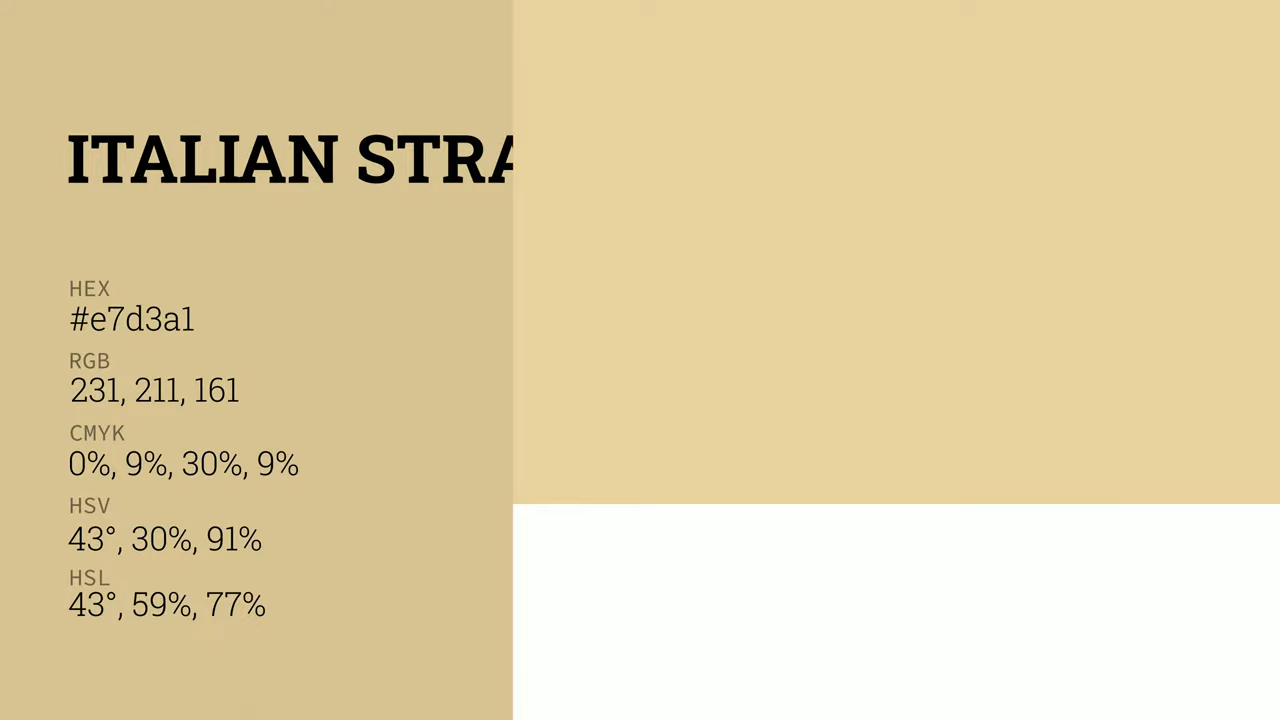 ITALIAN STRA
HEX
#e7d3a1
RGB
231, 211, 161
CMYK
0%, 9%, 30%, 9%
HSV
43°, 30%, 91%
HSL
43°, 59%, 77%